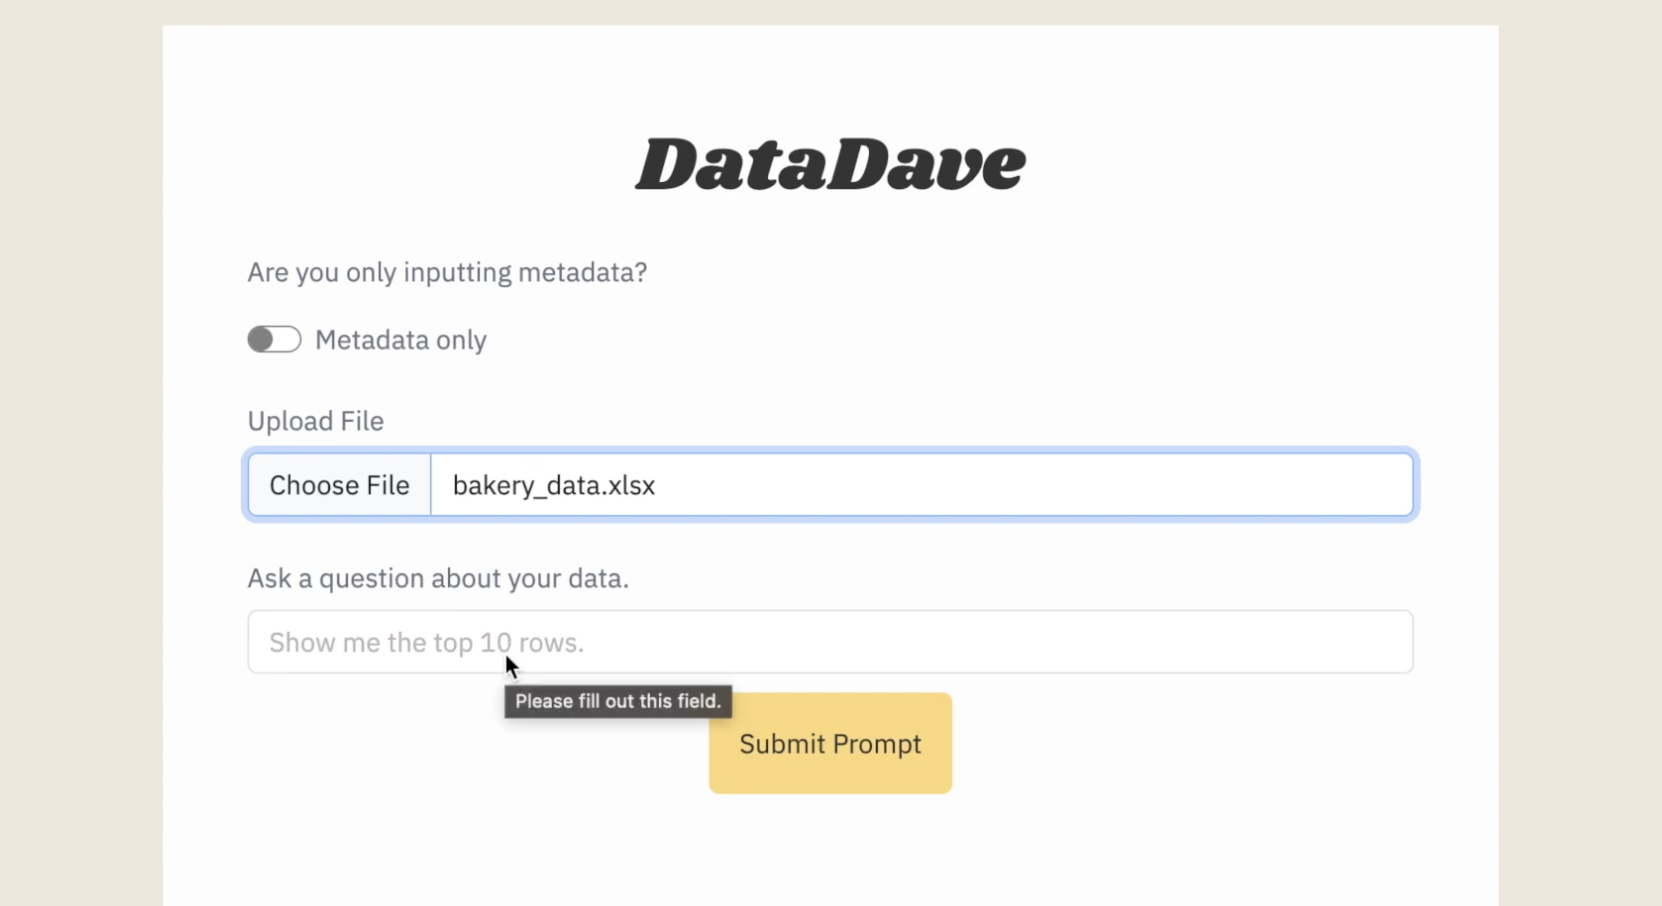 DataDave
Are you only inputting metadata?
Metadata only
Upload File
Choose File bakery_data.xlsx
Ask a question about your data.
Show me the top 10 rows.
Please fill out this field.
Submit Prompt